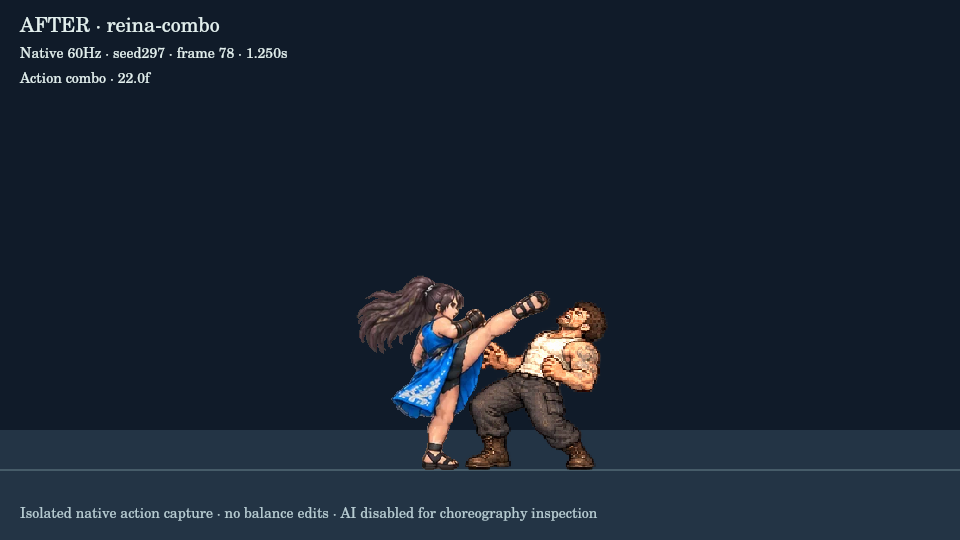 AFTER · reina-combo
Native 60Hz · seed297 · frame 78 · 1.250s
Action combo · 22.0f
Isolated native action capture · no balance edits · AI disabled for choreography inspection